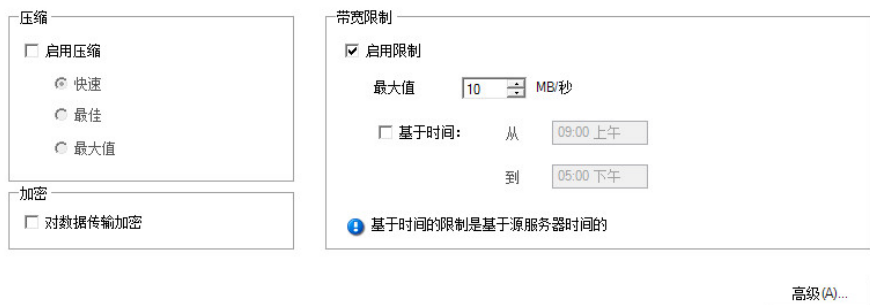 压缩
启用压缩
快速
最佳
最大值
加密
对数据传输加密
带宽限制
启用限制
最大值 10 MB/秒
基于时间： 从 09:00 上午
到 05:00 下午
基于时间的限制是基于源服务器时间的
高级(A)...